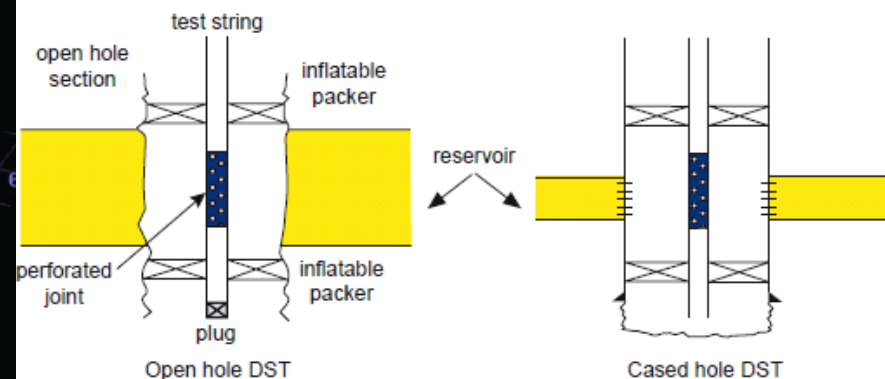 test string
open hole
section
inflatable
packer
reservoir
perforated
joint
inflatable
packer
plug
Open hole DST
Cased hole DST